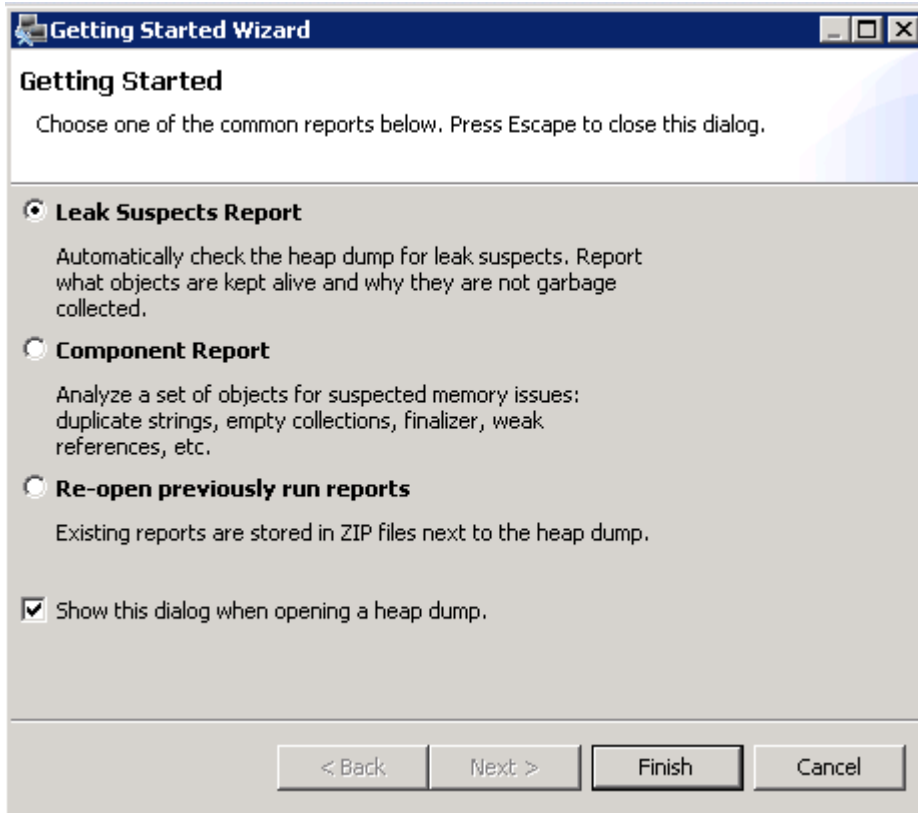 Getting Started Wizard
Getting Started
Choose one of the common reports below. Press Escape to close this dialog.
Leak Suspects Report
Automatically check the heap dump for leak suspects. Report
what objects are kept alive and why they are not garbage
collected.
Component Report
Analyze a set of objects for suspected memory issues:
duplicate strings, empty collections, finalizer, weak
references, etc.
Re-open previously run reports
Existing reports are stored in ZIP files next to the heap dump.
Show this dialog when opening a heap dump.
< Back Next > Finish Cancel